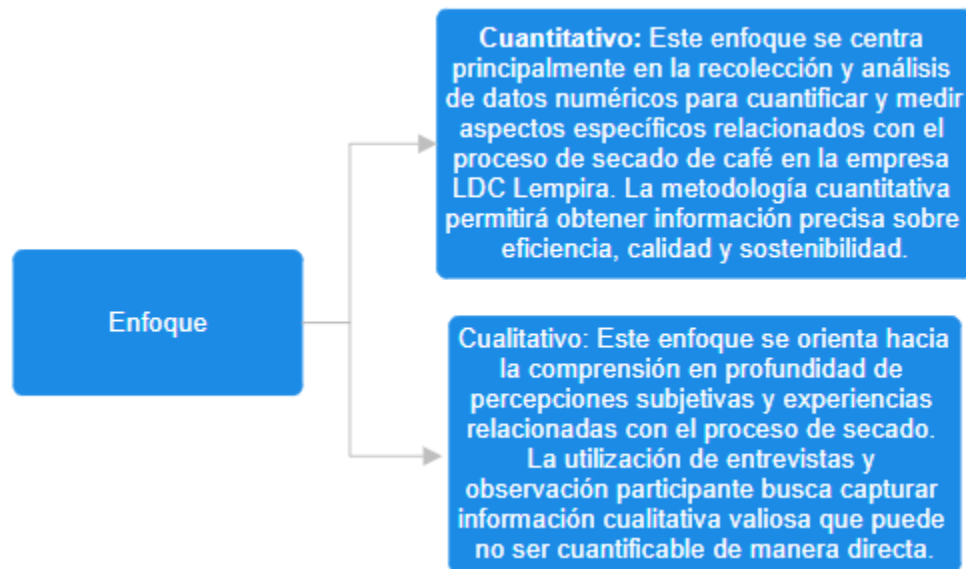 Cuantitativo: Este enfoque se centra
principalmente en la recolección y análisis
de datos numéricos para cuantificar y medir
aspectos específicos relacionados con el
proceso de secado de café en la empresa
LDC Lempira. La metodología cuantitativa
permitirá obtener información precisa sobre
eficiencia, calidad y sostenibilidad.
Enfoque
Cualitativo: Este enfoque se orienta hacia
la comprensión en profundidad de
percepciones subjetivas y experiencias
relacionadas con el proceso de secado.
La utilización de entrevistas y
observación participante busca capturar
información cualitativa valiosa que puede
no ser cuantificable de manera directa.